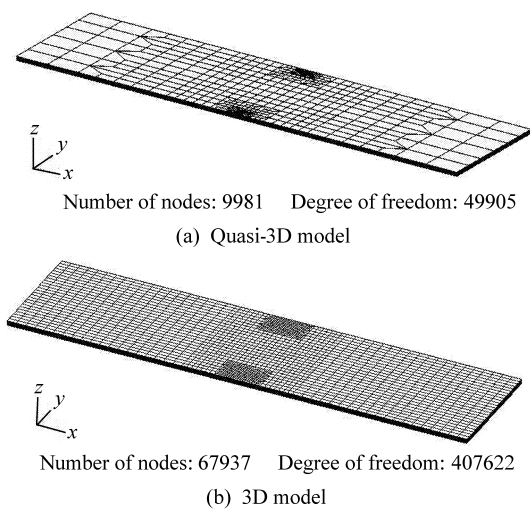 z
y
x
Number of nodes: 9981 Degree of freedom: 49905
(a) Quasi-3D model
z
y
x
Number of nodes: 67937 Degree of freedom: 407622
(b) 3D model